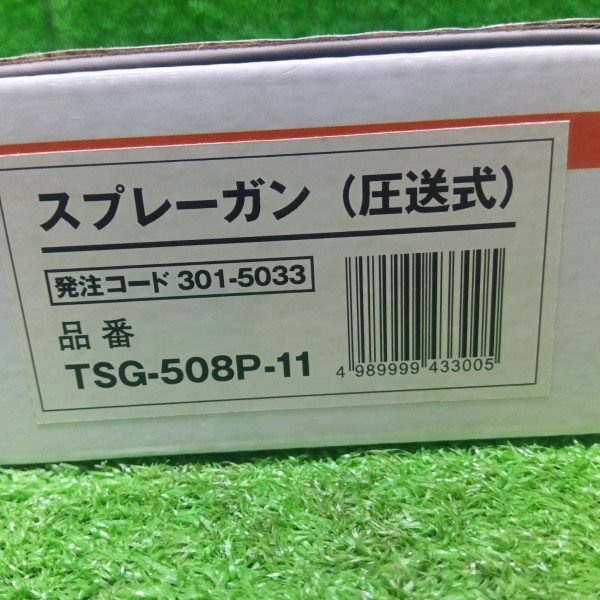 スプレーガン（圧送式）
発注コード 301-5033
品番
TSG-508P-11
4 989999 433005